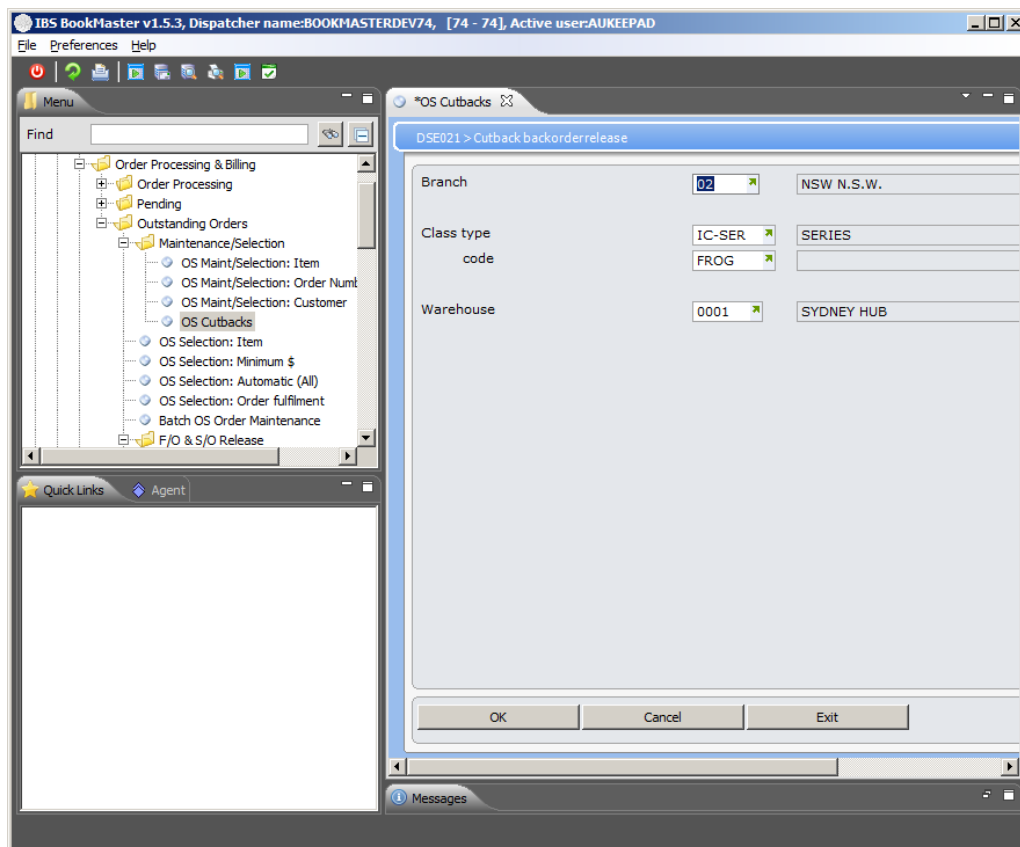 IBS BookMaster v1.5.3, Dispatcher name:BOOKMASTERDEV74, [74 - 74], Active user:AUKEEPAD
File Preferences Help
Menu
Find
Order Processing & Billing
Order Processing
Pending
Outstanding Orders
Maintenance/Selection
OS Maint/Selection: Item
OS Maint/Selection: Order Numb
OS Maint/Selection: Customer
OS Cutbacks
OS Selection: Item
OS Selection: Minimum $
OS Selection: Automatic (All)
OS Selection: Order fulfilment
Batch OS Order Maintenance
F/O & S/O Release
Quick Links Agent
*OS Cutbacks
DSE021 > Cutback backorderrelease
Branch 02 NSW N.S.W.
Class type IC-SER SERIES
code FROG
Warehouse 0001 SYDNEY HUB
OK Cancel Exit
Messages